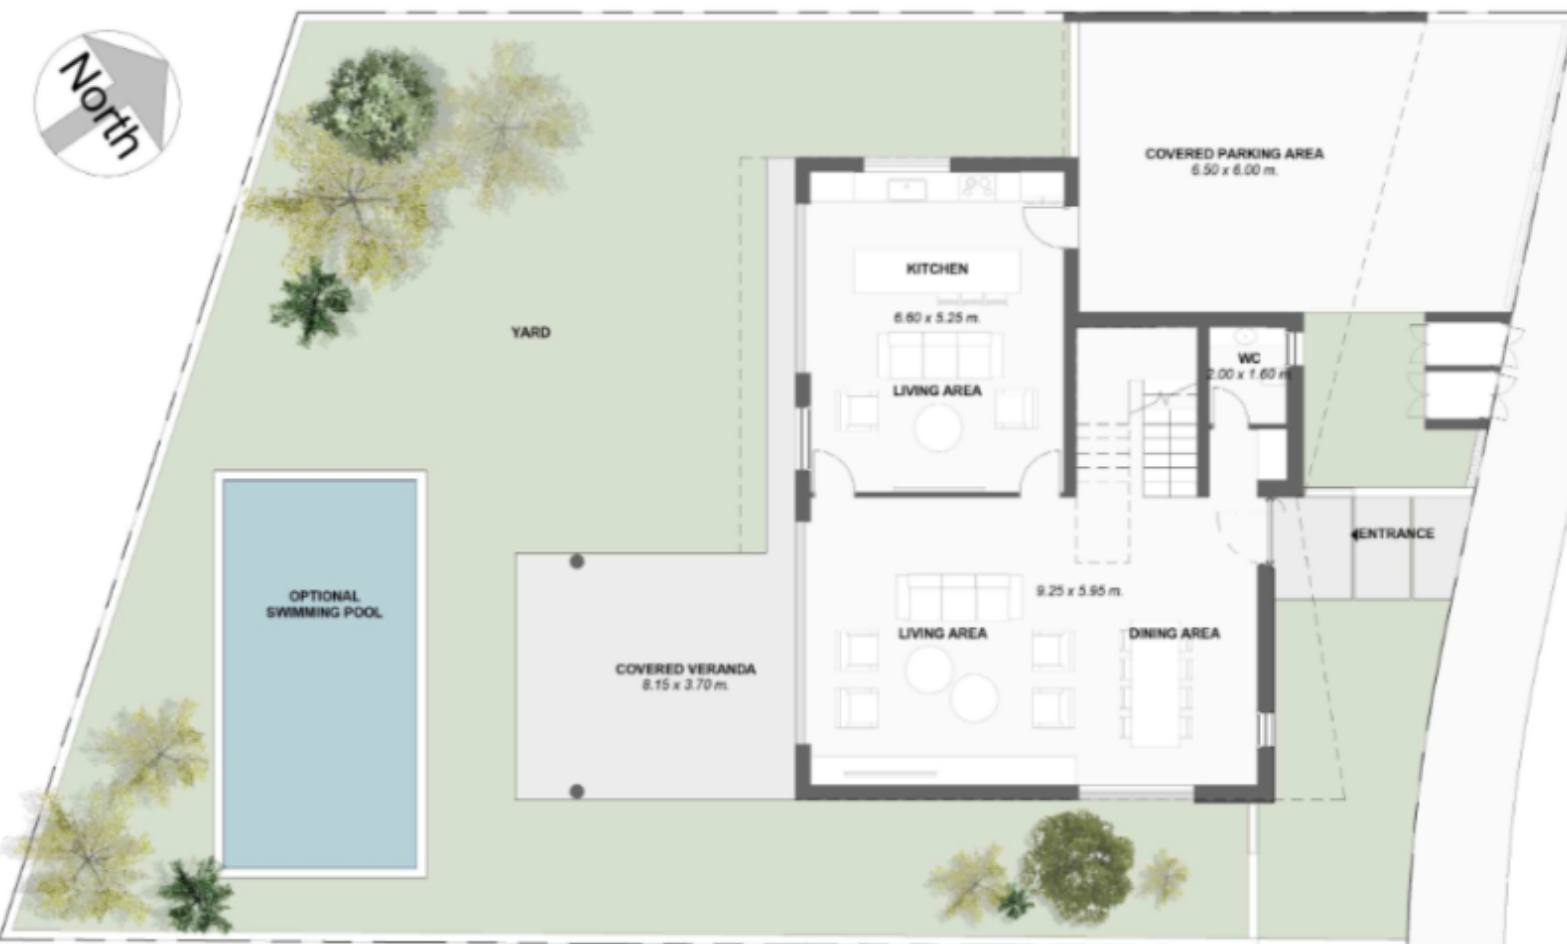 North
COVERED PARKING AREA
6.50 x 6.00 m.
KITCHEN
6.60 x 5.25 m.
YARD
WC
2.00 x 1.60 m.
LIVING AREA
ENTRANCE
OPTIONAL
SWIMMING POOL
9.25 x 5.95 m.
LIVING AREA
DINING AREA
COVERED VERANDA
8.15 x 3.70 m.